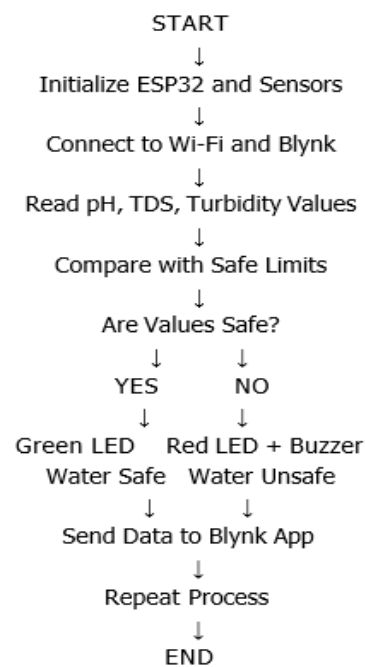 START
↓
Initialize ESP32 and Sensors
↓
Connect to Wi-Fi and Blynk
↓
Read pH, TDS, Turbidity Values
↓
Compare with Safe Limits
↓
Are Values Safe?
↓ ↓
YES NO
↓ ↓
Green LED Red LED + Buzzer
Water Safe Water Unsafe
↓ ↓
Send Data to Blynk App
↓
Repeat Process
↓
END